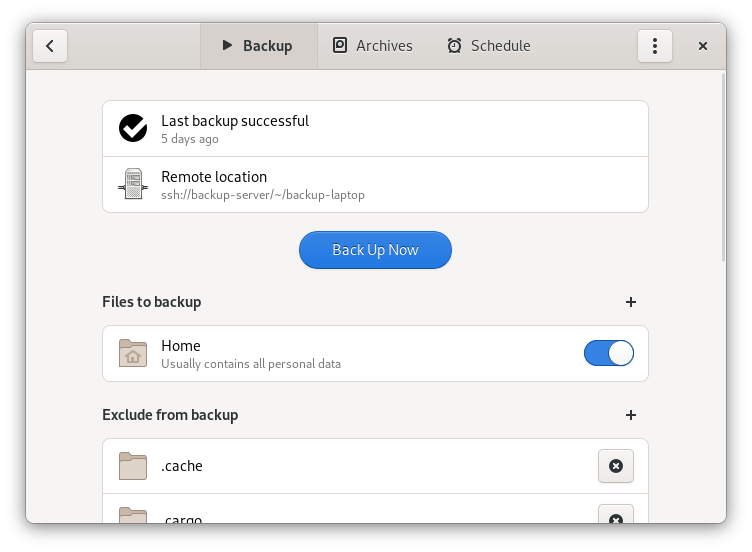 Backup
Archives
Schedule
Last backup successful
5 days ago
Remote location
ssh://backup-server/~/backup-laptop
Back Up Now
Files to backup
Home
Usually contains all personal data
Exclude from backup
.cache
.cargo